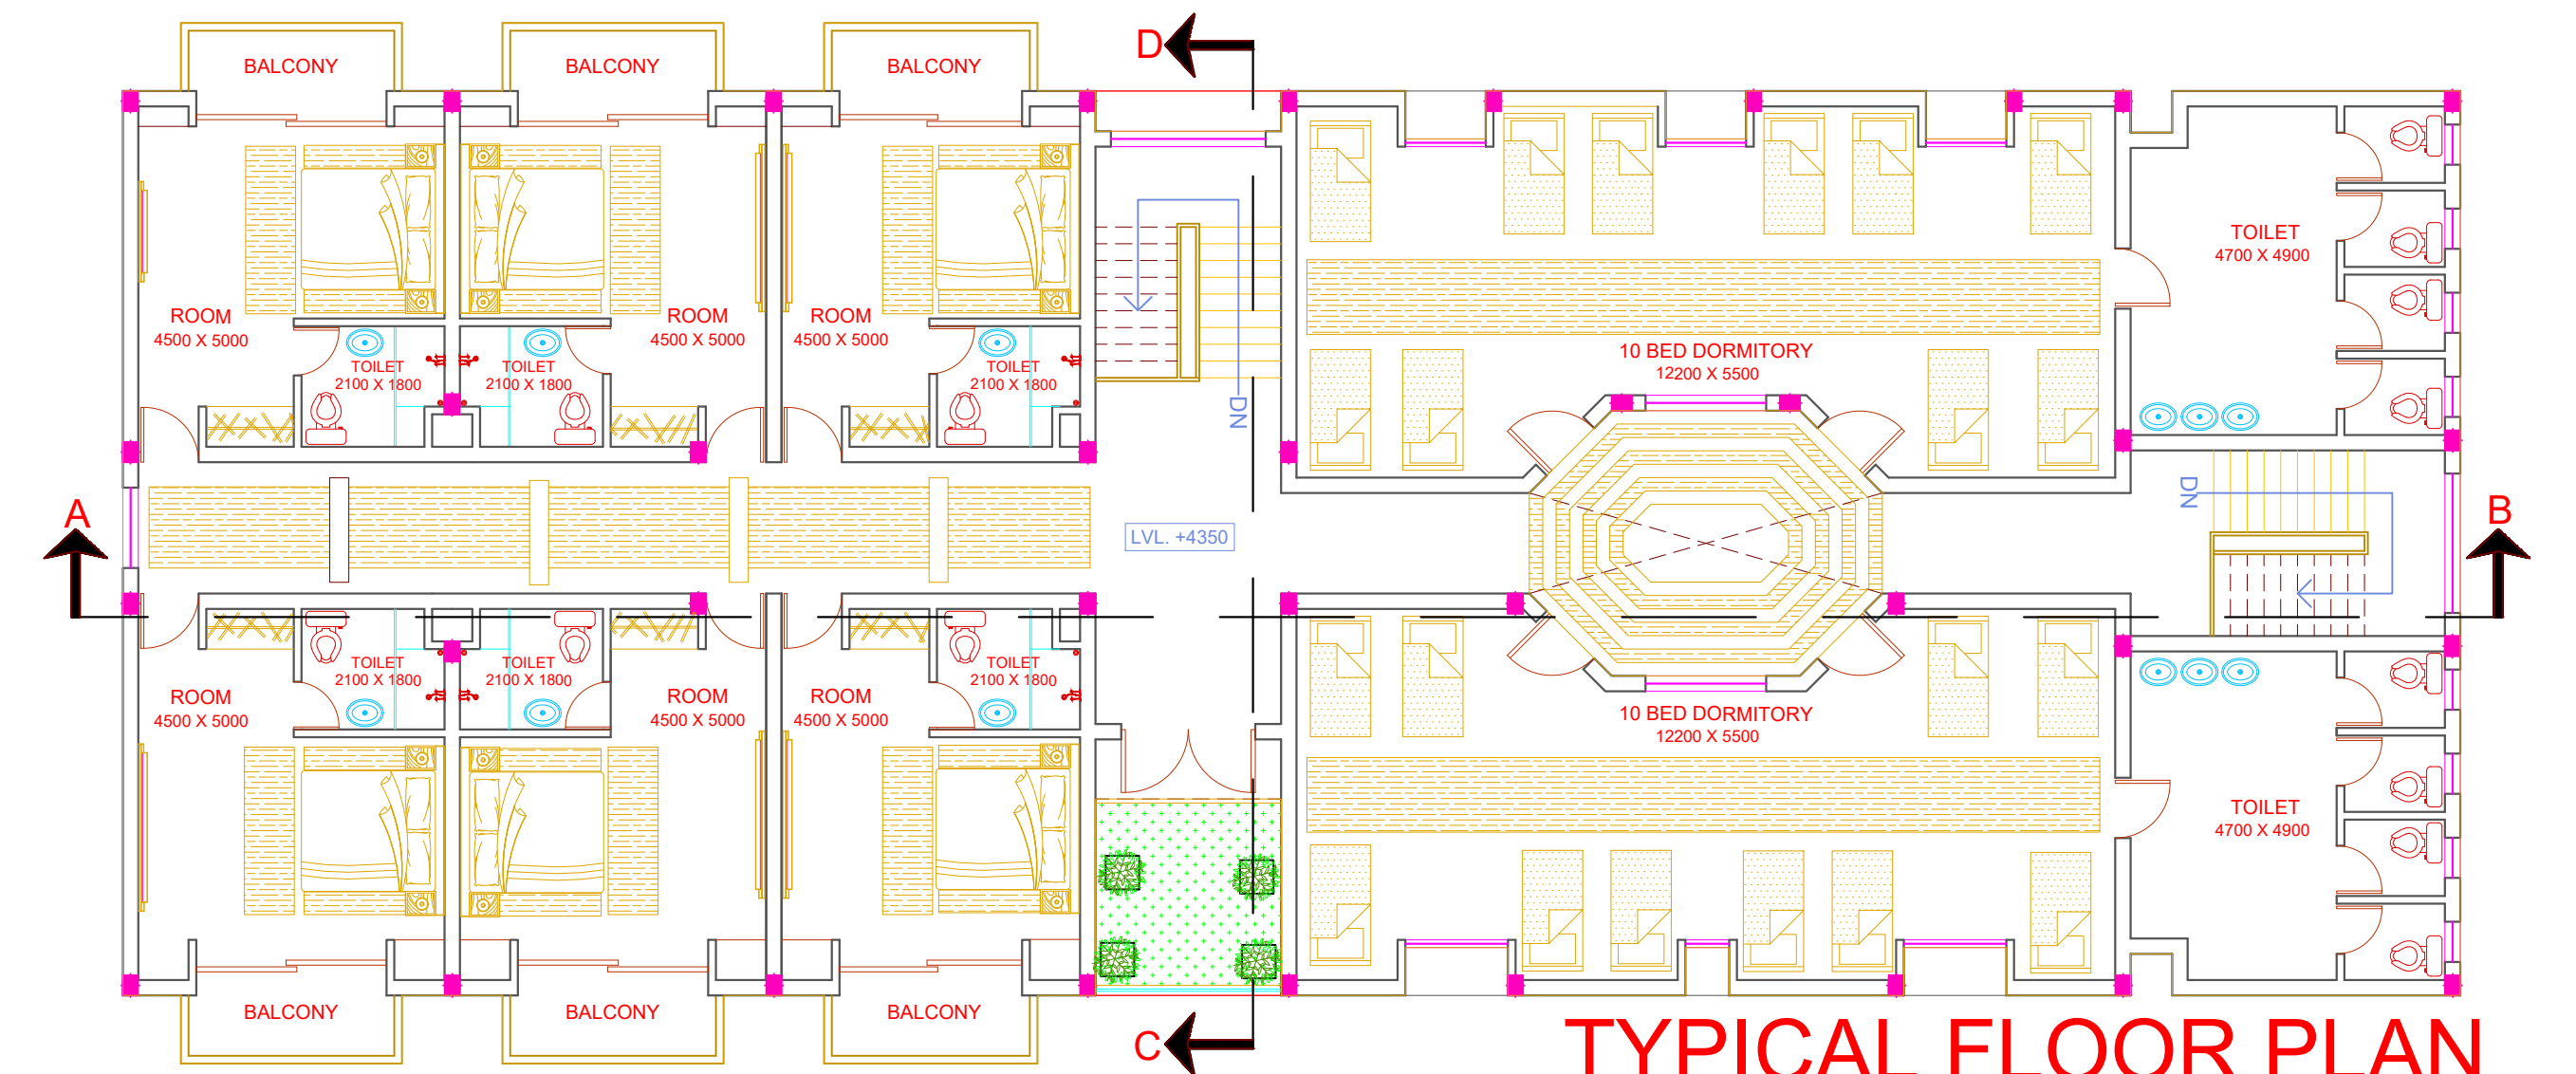 D
BALCONY
BALCONY
BALCONY
TOILET
4700 X 4900
ROOM
4500 X 5000
ROOM
4500 X 5000
ROOM
4500 X 5000
10 BED DORMITORY
12200 X 5500
TOILET
2100 X 1800
TOILET
2100 X 1800
TOILET
2100 X 1800
DN
DN
A
B
LVL. +4350
TOILET
2100 X 1800
TOILET
2100 X 1800
TOILET
2100 X 1800
ROOM
4500 X 5000
ROOM
4500 X 5000
ROOM
4500 X 5000
10 BED DORMITORY
12200 X 5500
TOILET
4700 X 4900
BALCONY
BALCONY
BALCONY
C
TYPICAL FLOOR PLAN